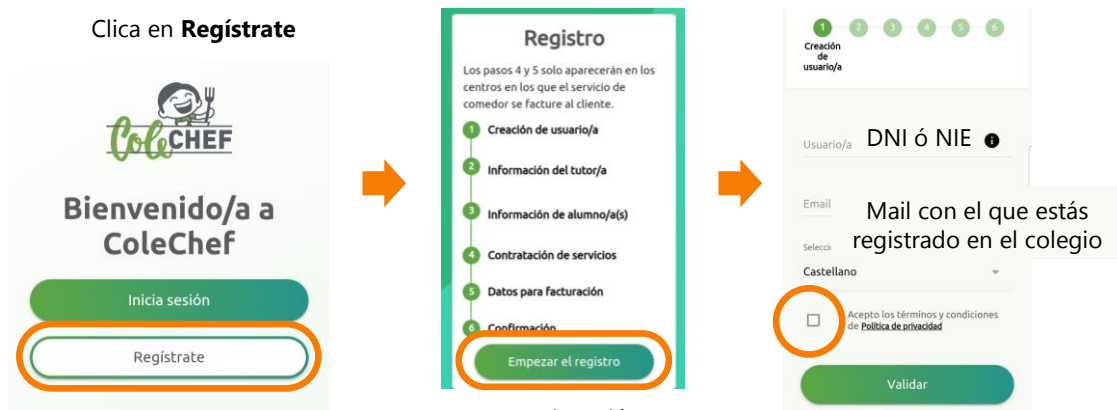 Clica en Regístrate
ColeCHEF
Bienvenido/a a
ColeChef
Inicia sesión
Regístrate
Registro
Los pasos 4 y 5 solo aparecerán en los
centros en los que el servicio de
comedor se facture al cliente.
1 Creación de usuario/a
2 Información del tutor/a
3 Información de alumno/a(s)
4 Contratación de servicios
5 Datos para facturación
6 Confirmación
Empezar el registro
1 2 3 4 5 6
Creación
de
usuario/a
Usuario/a DNI ó NIE
Email
Mail con el que estás
registrado en el colegio
Castellano
Acepto los términos y condiciones
de Política de privacidad
Validar